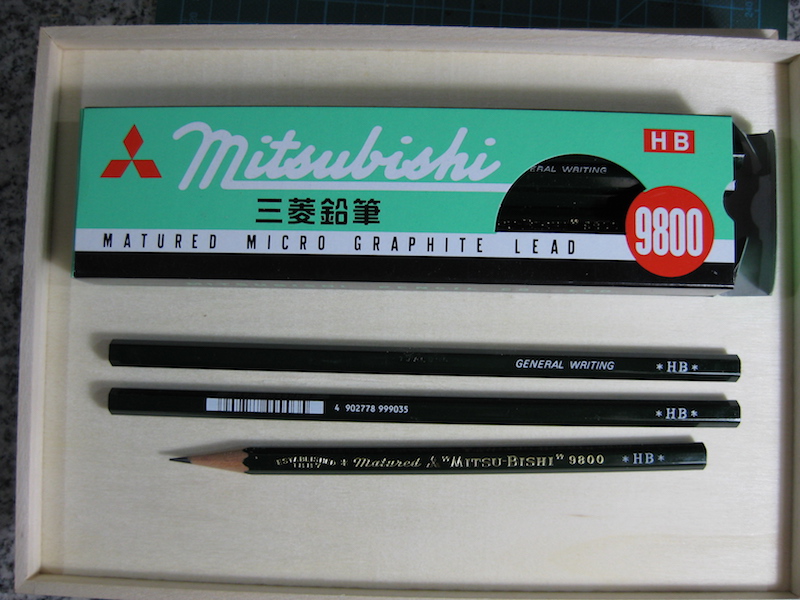 mitsubishi
HB
三菱鉛筆
9800
MATURED MICRO GRAPHITE LEAD
ERAL WRITING
GENERAL WRITING *HB*
4 902778 999035 *HB*
ESTABLISHED 1887 * Matured "MITSU-BISHI" 9800 *HB*